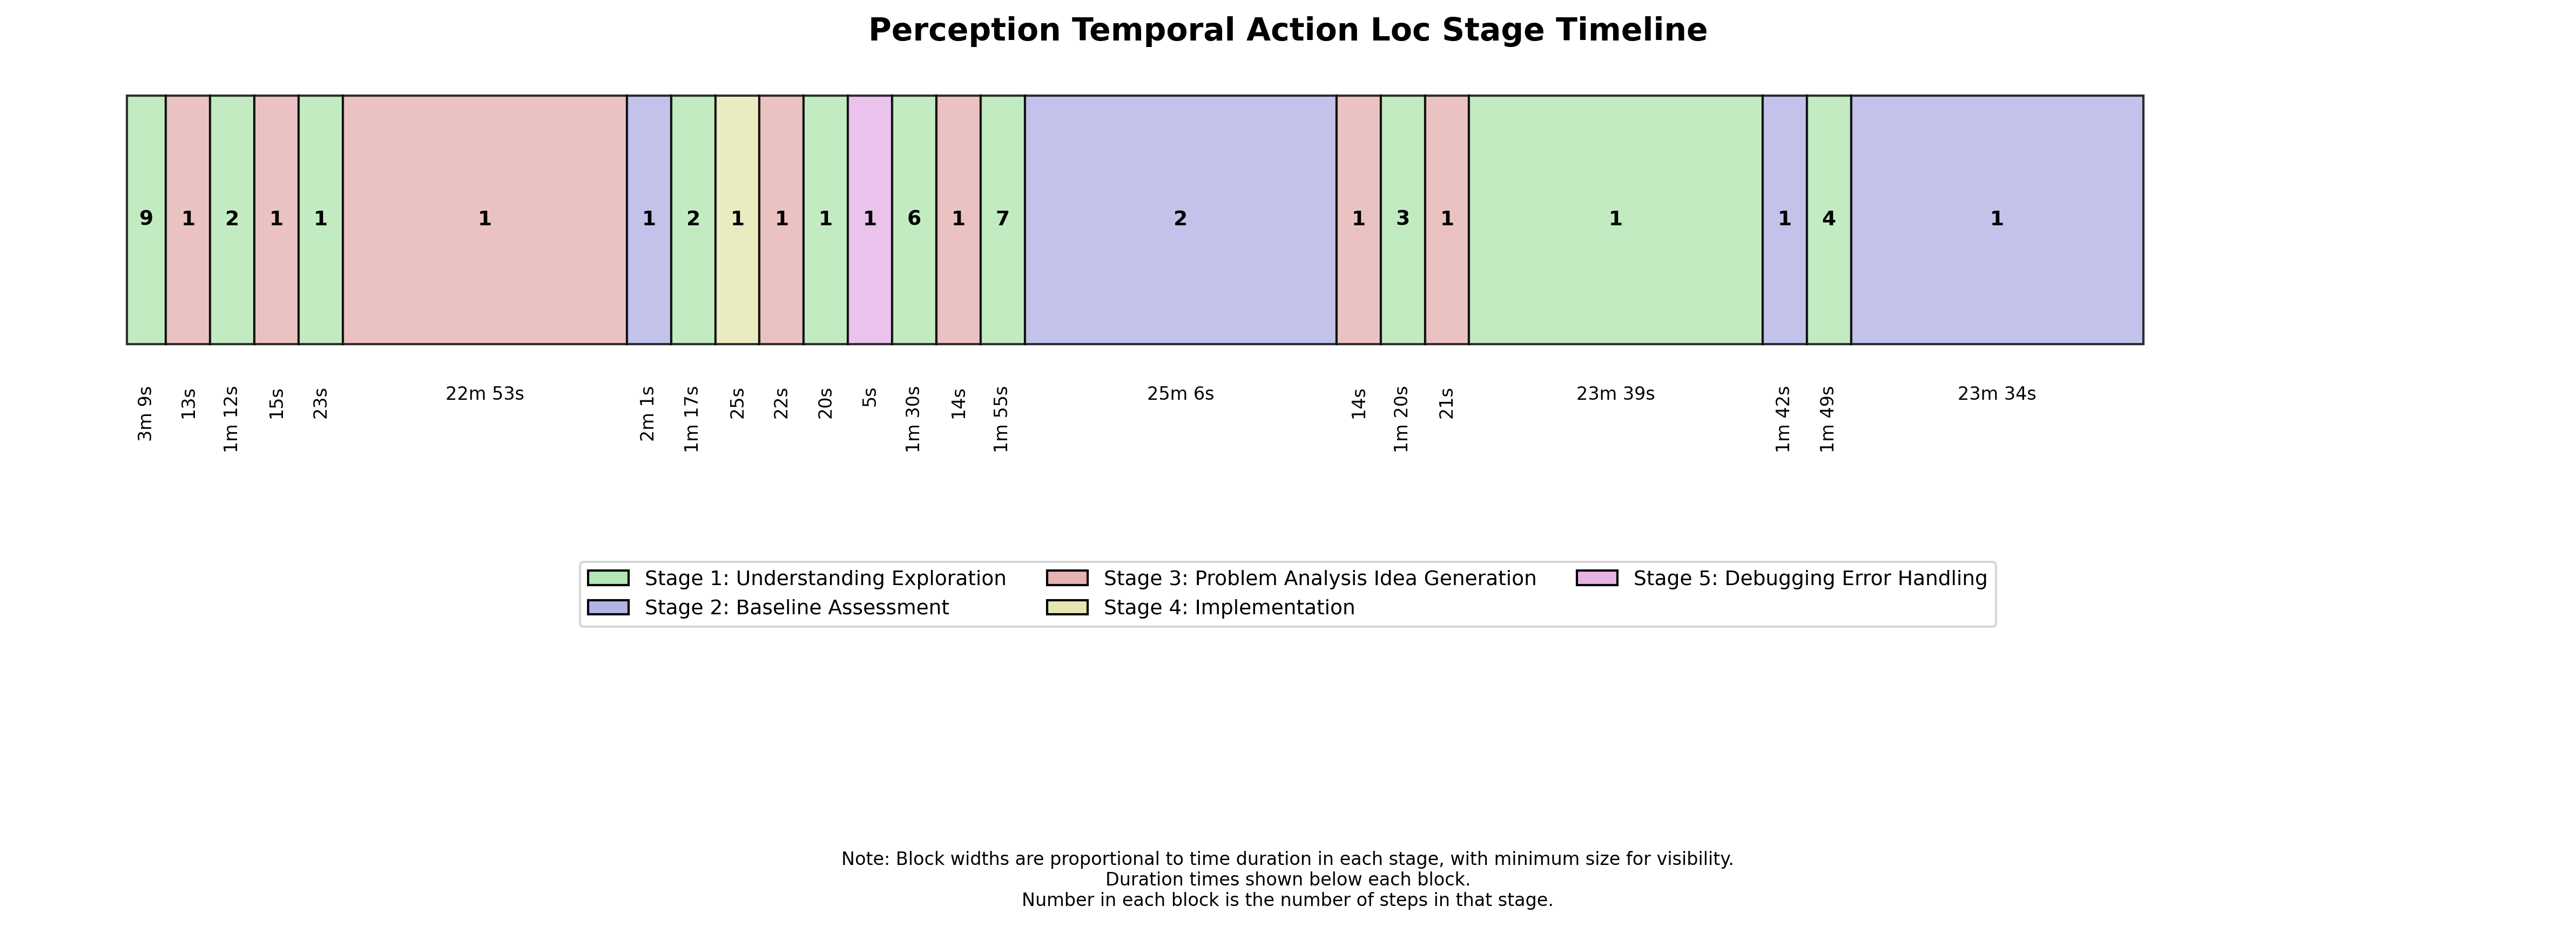 Perception Temporal Action Loc Stage Timeline
9 1 2 1 1 1 1 2 1 1 1 1 6 1 7 2 1 3 1 1 1 4 1
3m 9s 13s 1m 12s 15s 23s 22m 53s 2m 1s 1m 17s 25s 22s 20s 5s 1m 30s 14s 1m 55s 25m 6s 14s 1m 20s 21s 23m 39s 1m 42s 1m 49s 23m 34s
Stage 1: Understanding Exploration Stage 3: Problem Analysis Idea Generation Stage 5: Debugging Error Handling
Stage 2: Baseline Assessment Stage 4: Implementation
Note: Block widths are proportional to time duration in each stage, with minimum size for visibility.
Duration times shown below each block.
Number in each block is the number of steps in that stage.